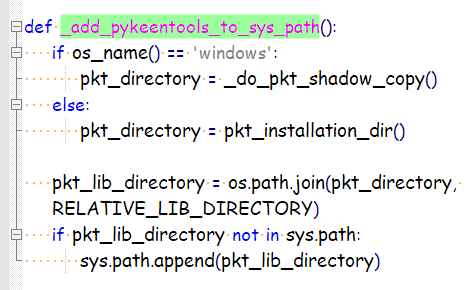 def _add_pykeentools_to_sys_path():
    if os_name() == 'windows':
        pkt_directory = _do_pkt_shadow_copy()
    else:
        pkt_directory = pkt_installation_dir()

    pkt_lib_directory = os.path.join(pkt_directory,
    RELATIVE_LIB_DIRECTORY)
    if pkt_lib_directory not in sys.path:
        sys.path.append(pkt_lib_directory)